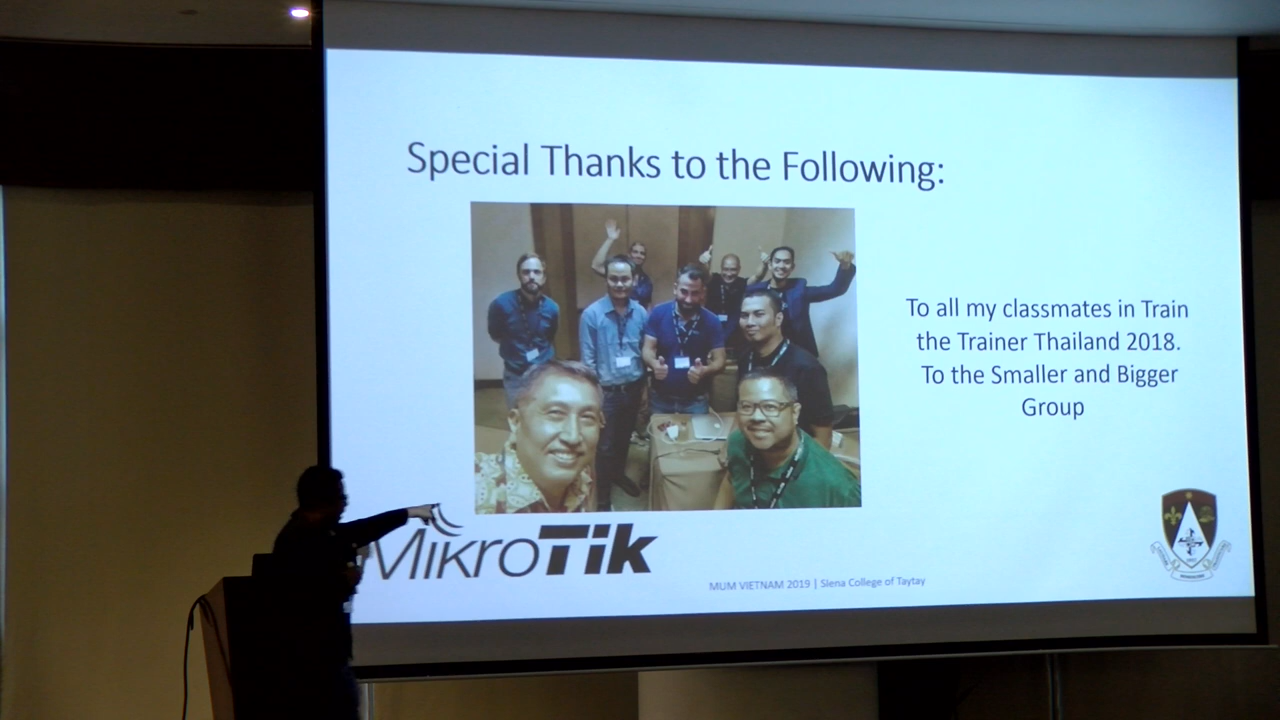 Special Thanks to the Following:
To all my classmates in Train
the Trainer Thailand 2018.
To the Smaller and Bigger
Group
MikroTik
MUM VIETNAM 2019 | Siena College of Taytay